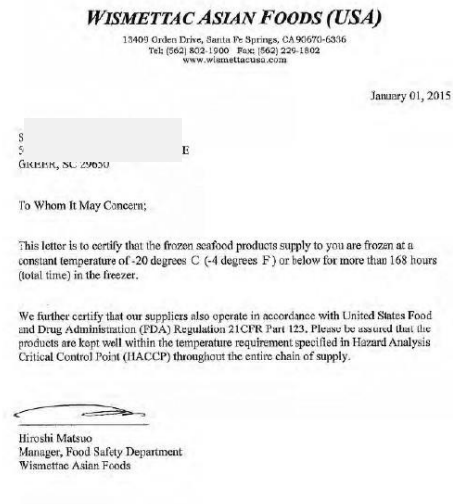 WISMETTAC ASIAN FOODS (USA)
13409 Orden Drive, Santa Fe Springs, CA 90670-6336
Tel: (562) 802-1900 Fax: (562) 229-1802
www.wismettacusa.com
January 01, 2015
S
5 E
GREER, SC 29650
To Whom It May Concern;
This letter is to certify that the frozen seafood products supply to you are frozen at a
constant temperature of -20 degrees C (-4 degrees F) or below for more than 168 hours
(total time) in the freezer.
We further certify that our suppliers also operate in accordance with United States Food
and Drug Administration (FDA) Regulation 21CFR Part 123. Please be assured that the
products are kept well within the temperature requirement specified in Hazard Analysis
Critical Control Point (HACCP) throughout the entire chain of supply.
Hiroshi Matsuo
Manager, Food Safety Department
Wismettac Asian Foods